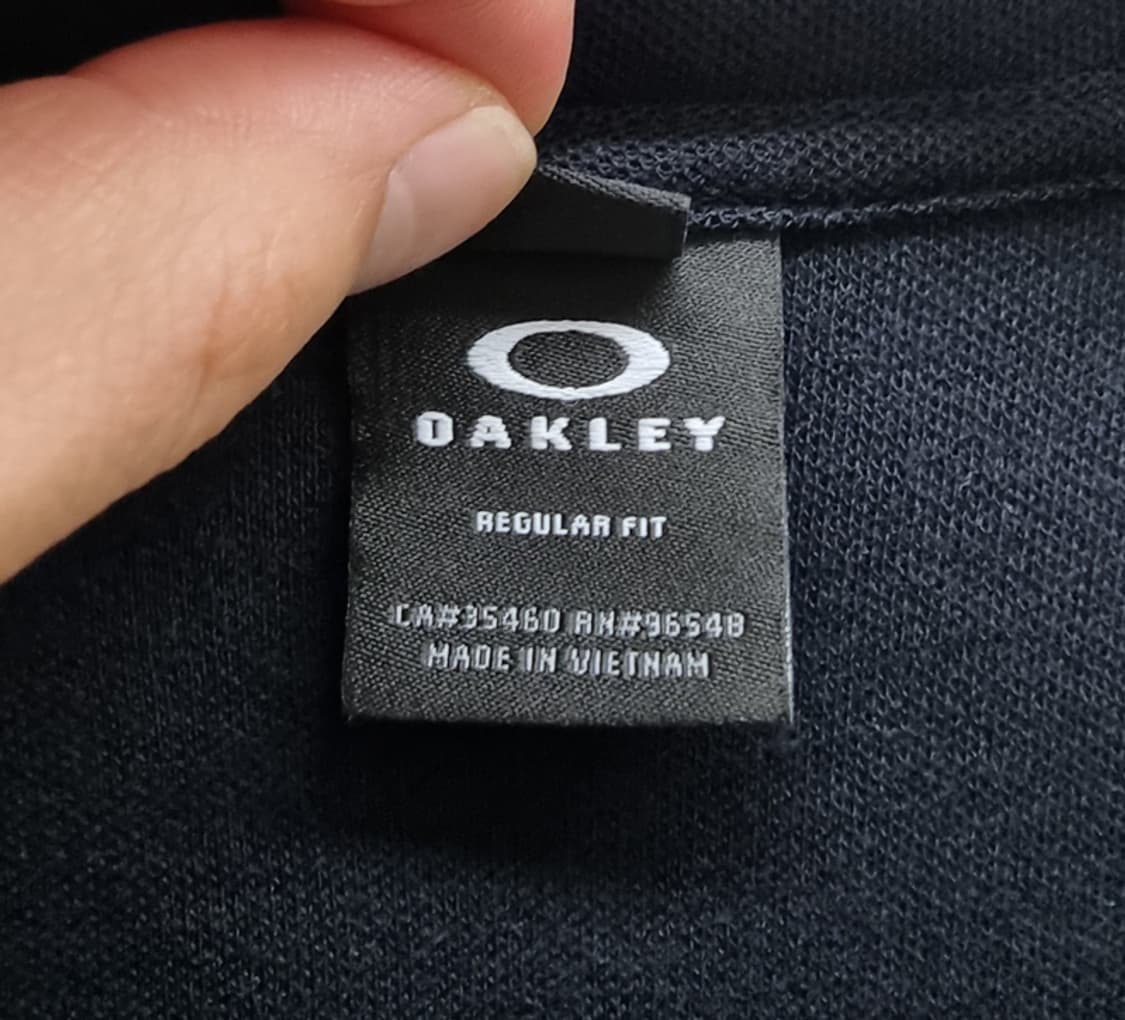 OAKLEY
REGULAR FIT
CA#35460 RN#96548
MADE IN VIETNAM